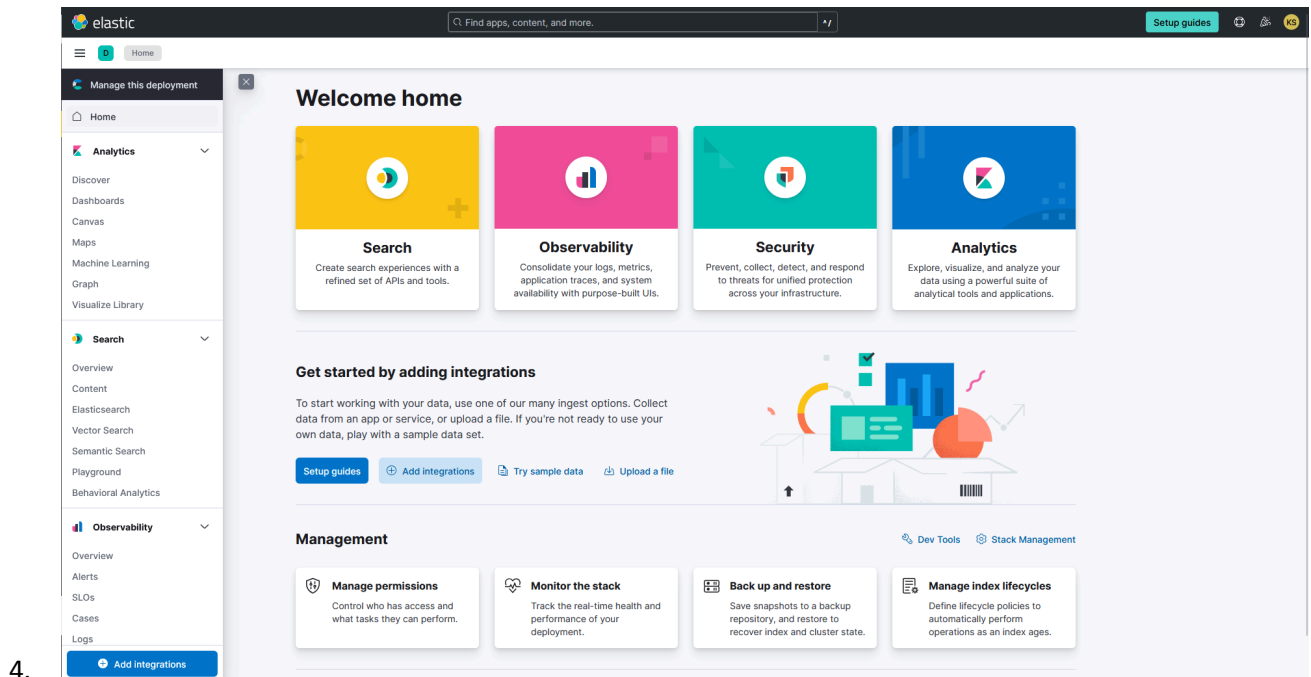 elastic
Find apps, content, and more.
^/
Setup guides
KS
D
Home
Manage this deployment
Home
Analytics
Discover
Dashboards
Canvas
Maps
Machine Learning
Graph
Visualize Library
Search
Overview
Content
Elasticsearch
Vector Search
Semantic Search
Playground
Behavioral Analytics
Observability
Overview
Alerts
SLOs
Cases
Logs
Add integrations
4.
Welcome home
Search
Create search experiences with a
refined set of APIs and tools.
Observability
Consolidate your logs, metrics,
application traces, and system
availability with purpose-built UIs.
Security
Prevent, collect, detect, and respond
to threats for unified protection
across your infrastructure.
Analytics
Explore, visualize, and analyze your
data using a powerful suite of
analytical tools and applications.
Get started by adding integrations
To start working with your data, use one of our many ingest options. Collect
data from an app or service, or upload a file. If you're not ready to use your
own data, play with a sample data set.
Setup guides
Add integrations
Try sample data
Upload a file
Management
Dev Tools
Stack Management
Manage permissions
Control who has access and
what tasks they can perform.
Monitor the stack
Track the real-time health and
performance of your
deployment.
Back up and restore
Save snapshots to a backup
repository, and restore to
recover index and cluster state.
Manage index lifecycles
Define lifecycle policies to
automatically perform
operations as an index ages.